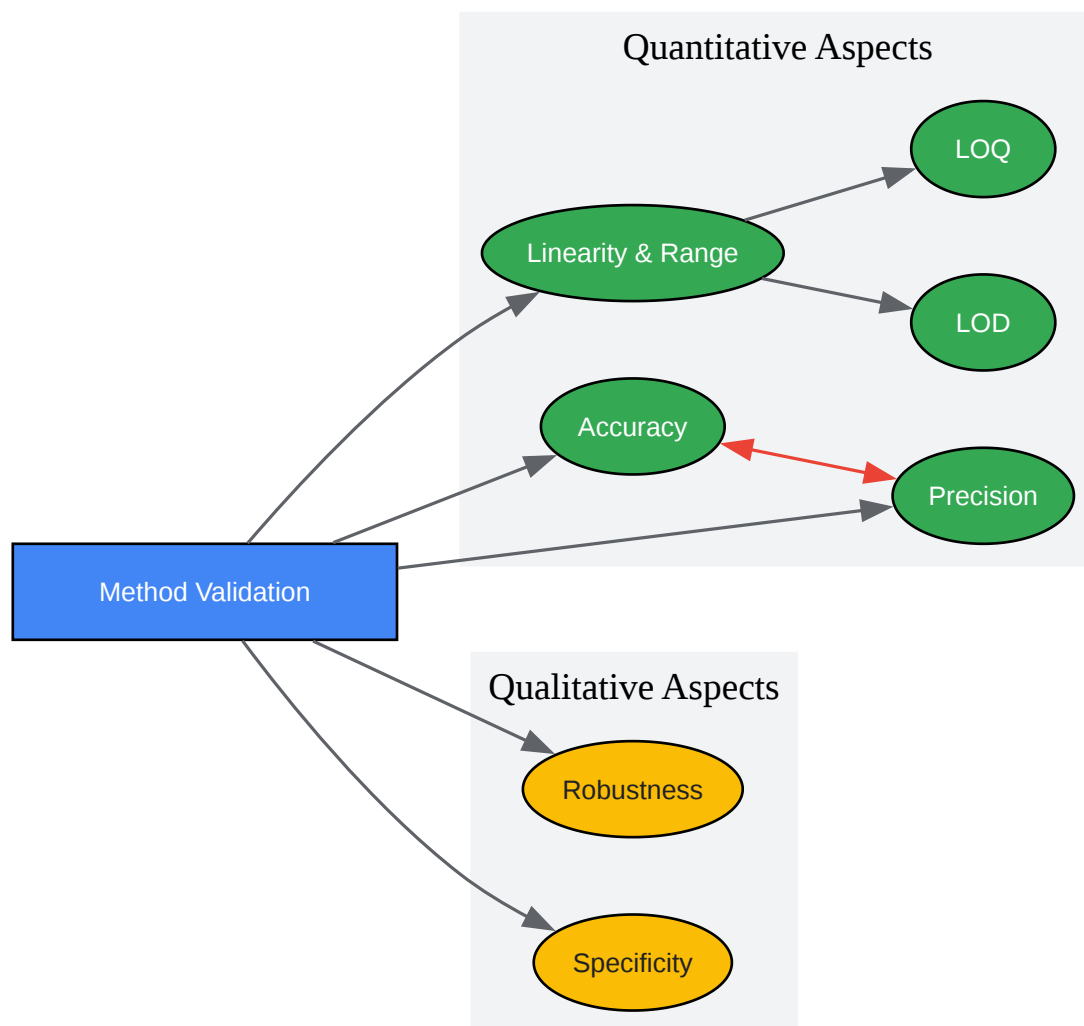 Quantitative Aspects
LOQ
Linearity & Range
LOD
Accuracy
Precision
Method Validation
Qualitative Aspects
Robustness
Specificity